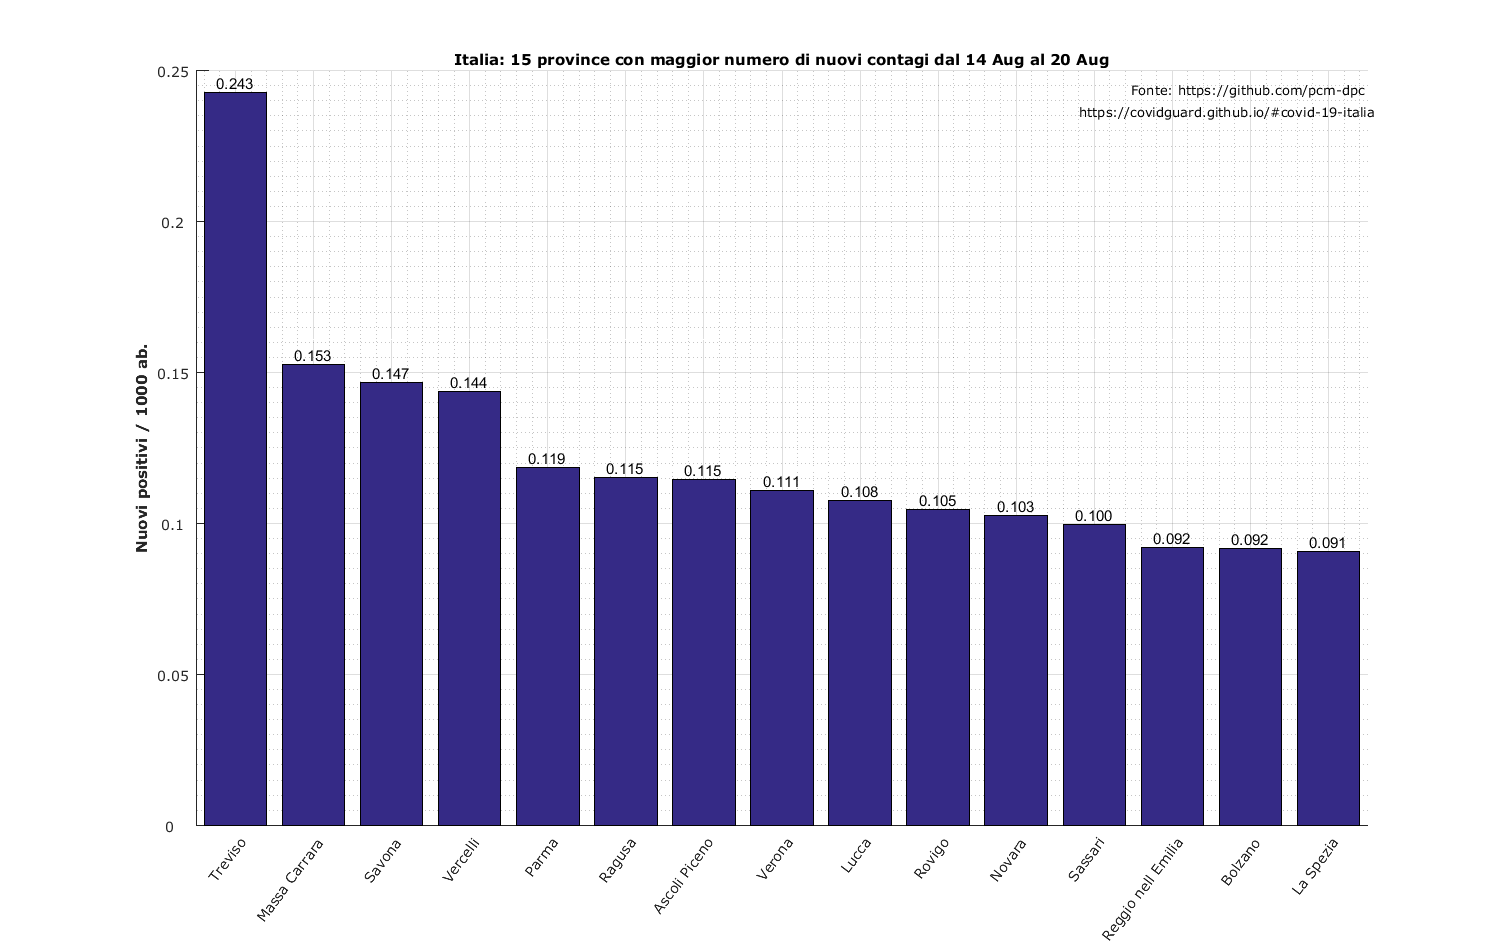 Italia: 15 province con maggior numero di nuovi contagi dal 14 Aug al 20 Aug
Fonte: https://github.com/pcm-dpc
https://covidguard.github.io/#covid-19-italia
Nuovi positivi / 1000 ab.
0.25
0.2
0.15
0.1
0.05
0
0.243
0.153
0.147
0.144
0.119
0.115
0.115
0.111
0.108
0.105
0.103
0.100
0.092
0.092
0.091
Treviso
Massa Carrara
Savona
Vercelli
Parma
Ragusa
Ascoli Piceno
Verona
Lucca
Rovigo
Novara
Sassari
Reggio nell Emilia
Bolzano
La Spezia